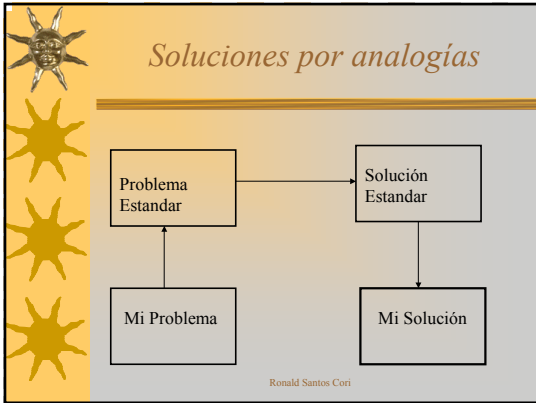 Soluciones por analogías
Problema
Estandar
Solución
Estandar
Mi Problema
Mi Solución
Ronald Santos Cori